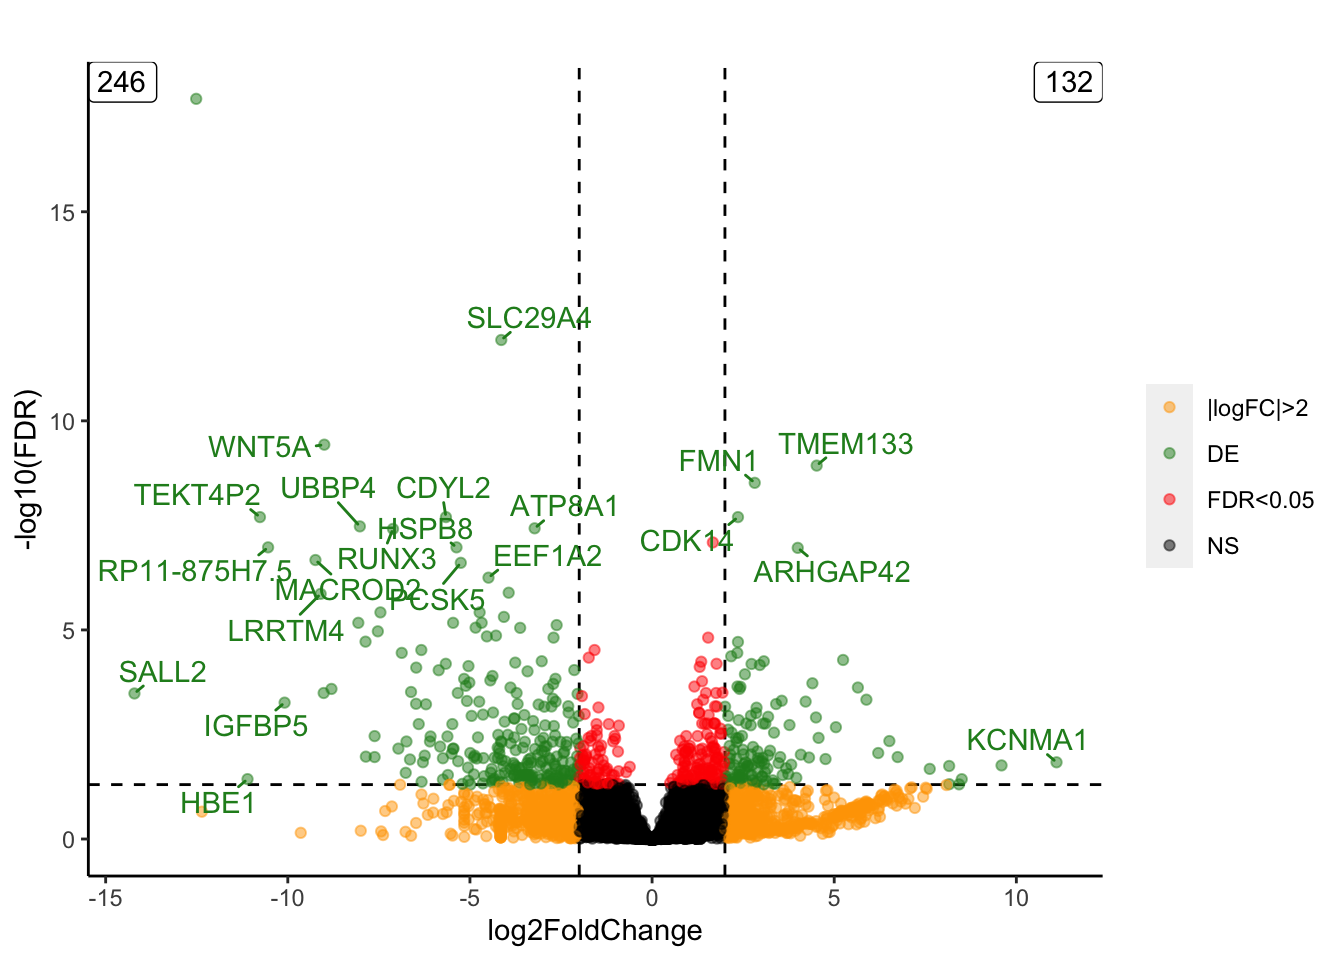 246
132
SLC29A4
WNT5A
TMEM133
FMN1
TEKT4P2
UBBP4
CDYL2
ATP8A1
HSPB8
CDK14
RUNX3
EEF1A2
RP11-875H7.5
ARHGAP42
MACROD2
PCSK5
LRRTM4
SALL2
IGFBP5
KCNMA1
HBE1
15
10
5
0
-15
-10
-5
0
5
10
log2FoldChange
-log10(FDR)
|logFC|>2
DE
FDR<0.05
NS